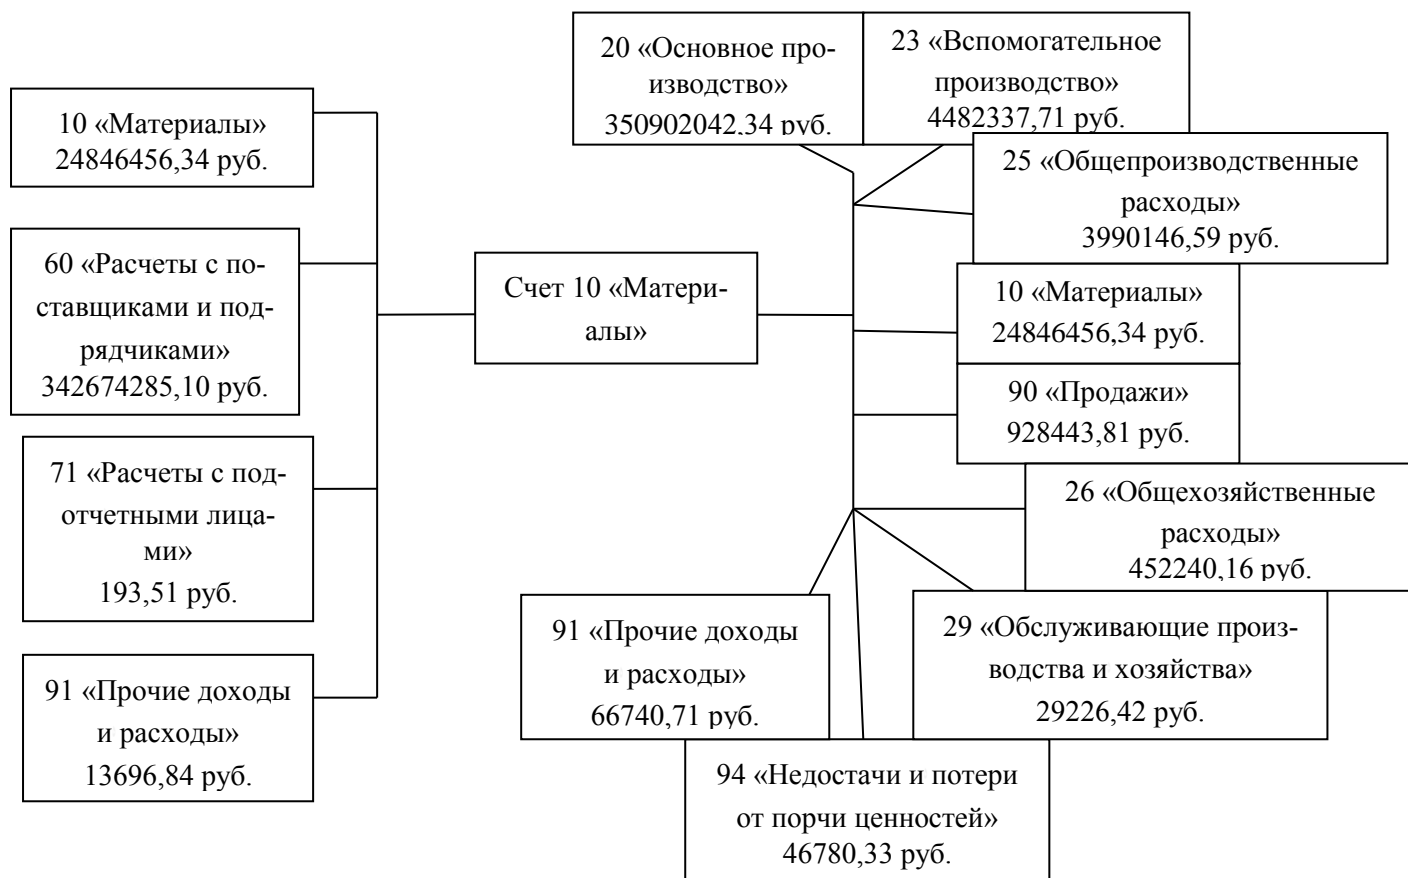 10 «Материалы»
24846456,34 руб.
60 «Расчеты с по-
ставщиками и под-
рядчиками»
342674285,10 руб.
71 «Расчеты с под-
отчетными лица-
ми»
193,51 руб.
91 «Прочие доходы
и расходы»
13696,84 руб.
Счет 10 «Матери-
алы»
20 «Основное про-
изводство»
350902042,34 руб.
23 «Вспомогательное
производство»
4482337,71 руб.
25 «Общепроизводственные
расходы»
3990146,59 руб.
10 «Материалы»
24846456,34 руб.
90 «Продажи»
928443,81 руб.
26 «Общехозяйственные
расходы»
452240,16 руб.
29 «Обслуживающие произ-
водства и хозяйства»
29226,42 руб.
91 «Прочие доходы
и расходы»
66740,71 руб.
94 «Недостачи и потери
от порчи ценностей»
46780,33 руб.